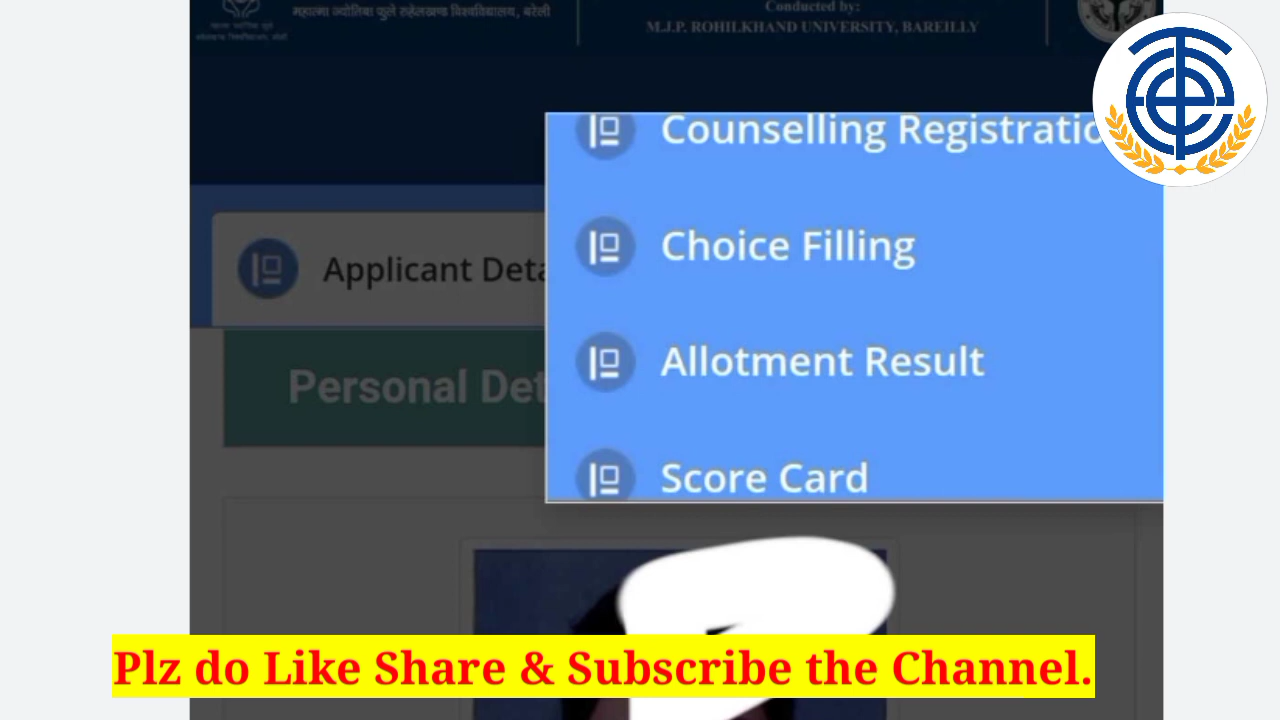 महात्मा ज्योतिबा फुले रुहेलखण्ड विश्वविद्यालय, बरेली
Conducted by:
M.J.P. ROHILKHAND UNIVERSITY, BAREILLY
Counselling Registratio
Choice Filling
Applicant Deta
Allotment Result
Personal Det
Score Card
Plz do Like Share & Subscribe the Channel.